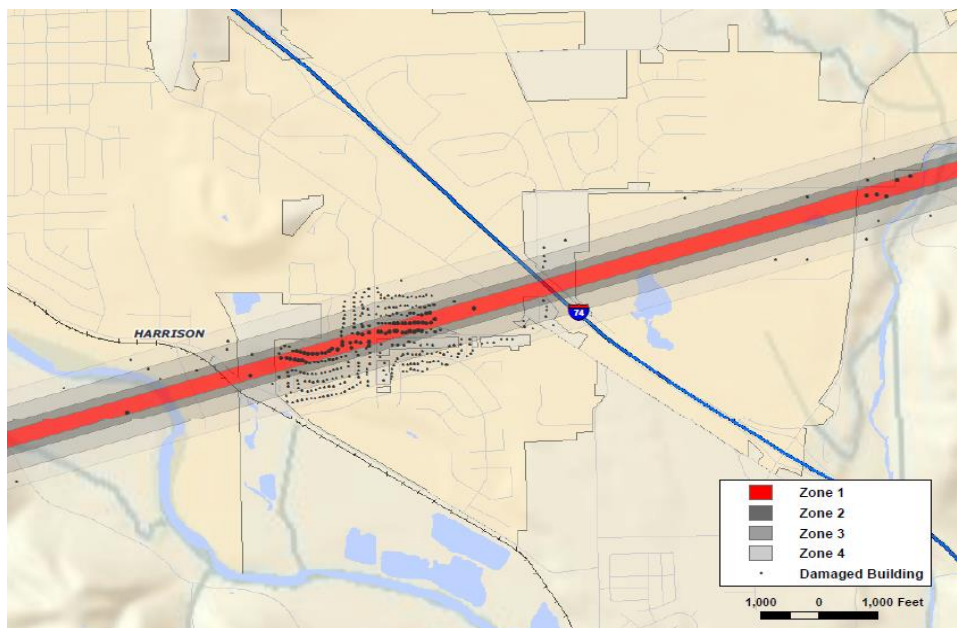 HARRISON
74
Zone 1
Zone 2
Zone 3
Zone 4
Damaged Building
1,000 0 1,000 Feet